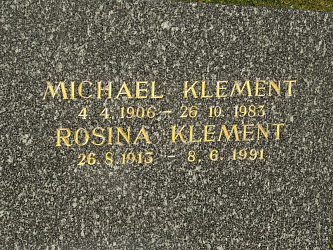 MICHAEL KLEMENT
4. 4. 1906 – 26. 10. 1983
ROSINA KLEMENT
26. 8. 1913 – 8. 6. 1991